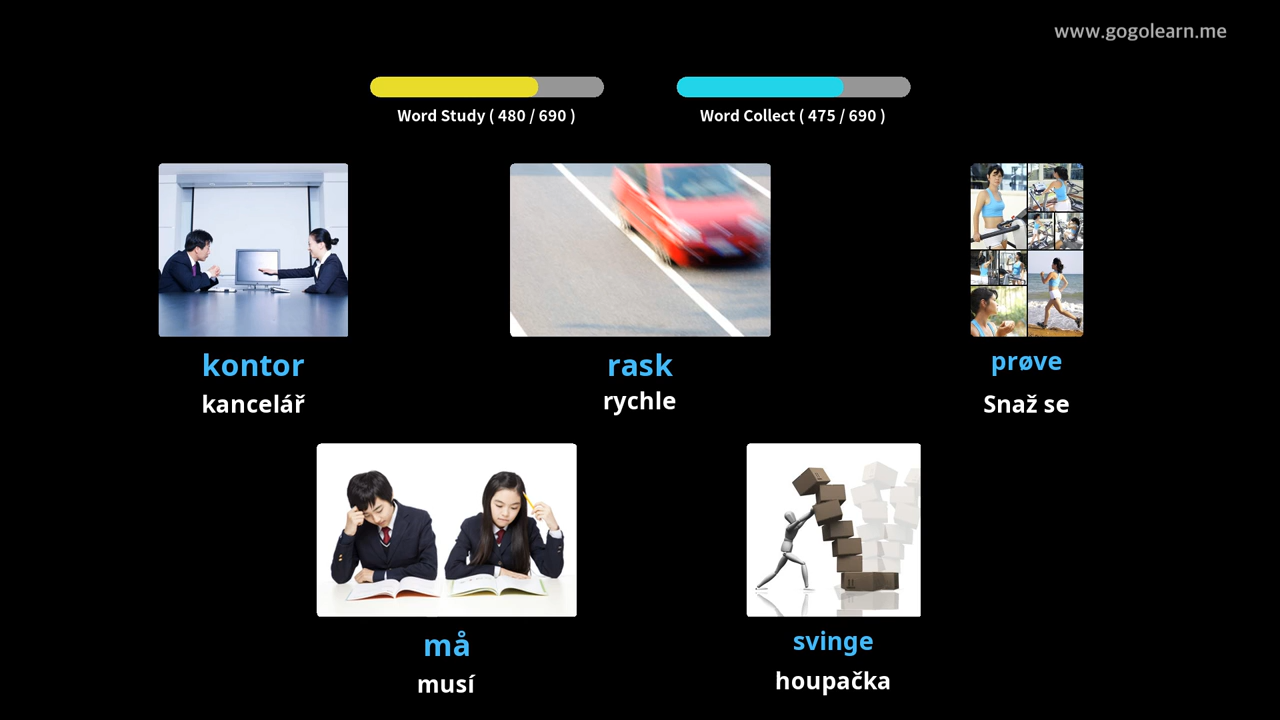 www.gogolearn.me
Word Study ( 480 / 690 )
Word Collect ( 475 / 690 )
kontor
kancelář
rask
rychle
prøve
Snaž se
må
musí
svinge
houpačka